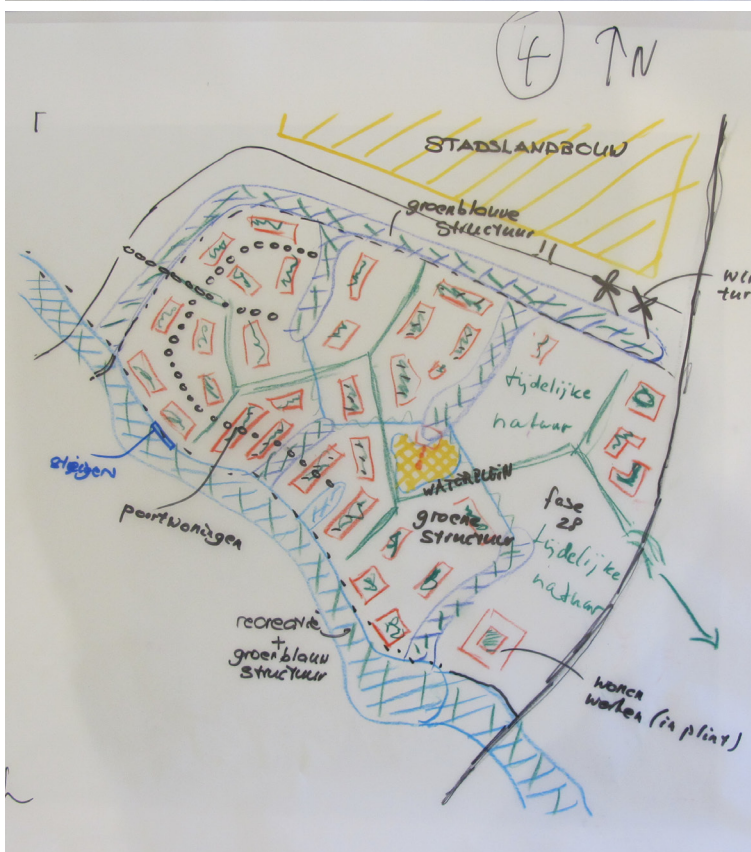 4 N
STADSLANDBOUW
groenblauwe
structuur !!
tijdelijke
natuur
steigers
WATERPLEIN
poortwoningen
groene
structuur
fase
tijdelijke
natuur
recreatie
+
groenblauw
structuur
wonen
werken (in plint)